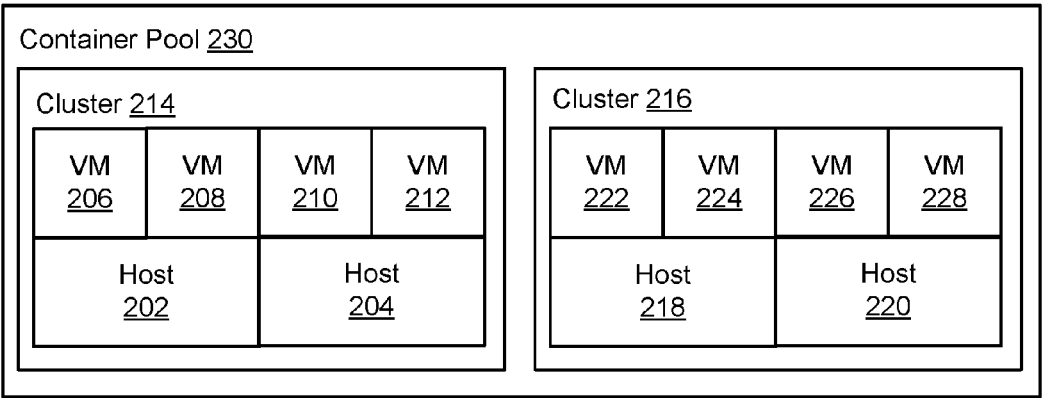 Container Pool 230
Cluster 214
VM 206
VM 208
VM 210
VM 212
Host 202
Host 204
Cluster 216
VM 222
VM 224
VM 226
VM 228
Host 218
Host 220